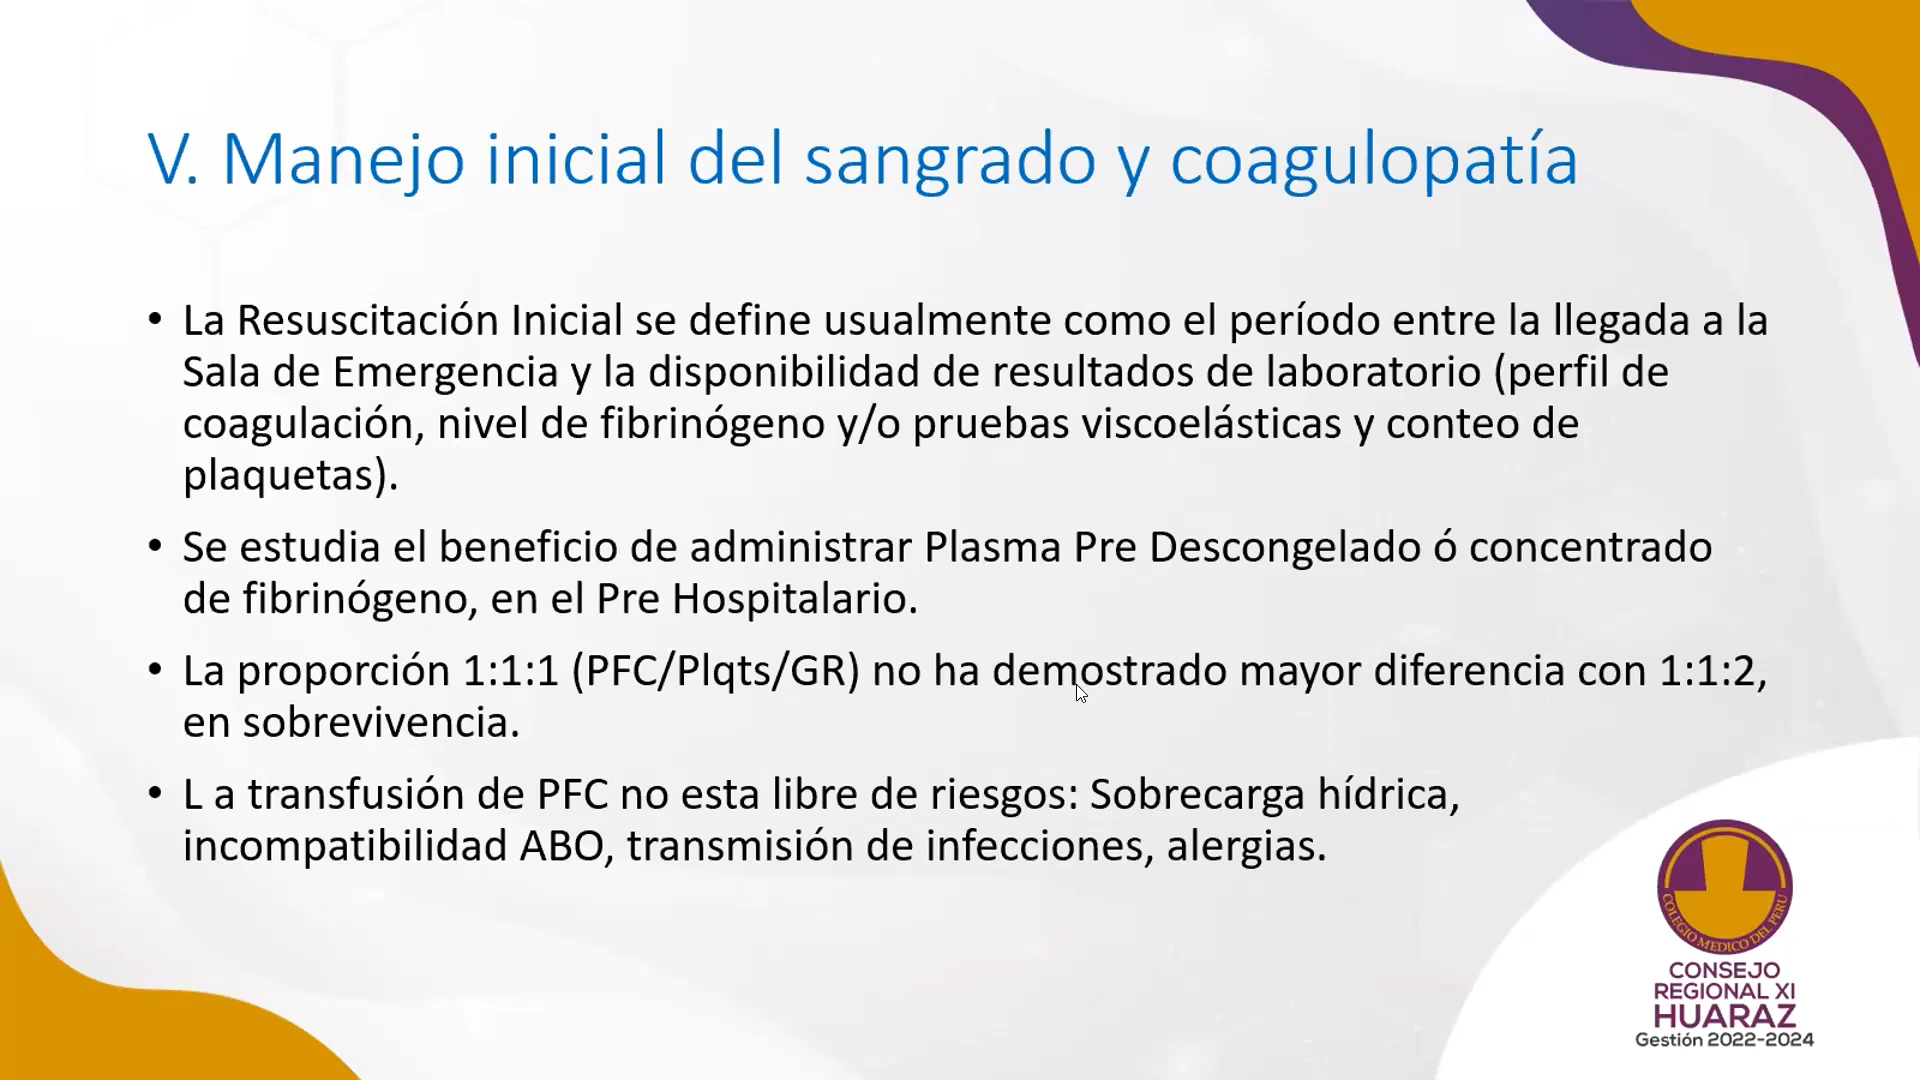 V. Manejo inicial del sangrado y coagulopatía
• La Resuscitación Inicial se define usualmente como el período entre la llegada a la
Sala de Emergencia y la disponibilidad de resultados de laboratorio (perfil de
coagulación, nivel de fibrinógeno y/o pruebas viscoelásticas y conteo de
plaquetas).
• Se estudia el beneficio de administrar Plasma Pre Descongelado ó concentrado
de fibrinógeno, en el Pre Hospitalario.
• La proporción 1:1:1 (PFC/Plqts/GR) no ha demostrado mayor diferencia con 1:1:2,
en sobrevivencia.
• L a transfusión de PFC no esta libre de riesgos: Sobrecarga hídrica,
incompatibilidad ABO, transmisión de infecciones, alergias.
COLEGIO MEDICO DEL PERU
CONSEJO
REGIONAL XI
HUARAZ
Gestión 2022-2024